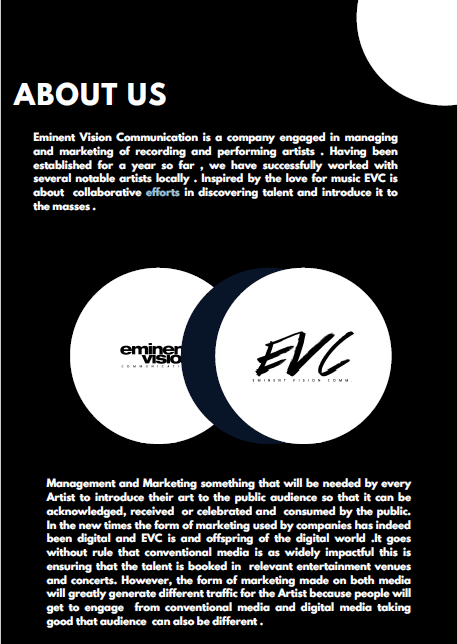 ABOUT US
Eminent Vision Communication is a company engaged in managing
and marketing of recording and performing artists . Having been
established for a year so far , we have successfully worked with
several notable artists locally . Inspired by the love for music EVC is
about collaborative efforts in discovering talent and introduce it to
the masses .
eminen
visio
COMMUNICATI
EVC
EMINENT VISION COMM.
Management and Marketing something that will be needed by every
Artist to introduce their art to the public audience so that it can be
acknowledged, received or celebrated and consumed by the public.
In the new times the form of marketing used by companies has indeed
been digital and EVC is and offspring of the digital world .It goes
without rule that conventional media is as widely impactful this is
ensuring that the talent is booked in relevant entertainment venues
and concerts. However, the form of marketing made on both media
will greatly generate different traffic for the Artist because people will
get to engage from conventional media and digital media taking
good that audience can also be different .